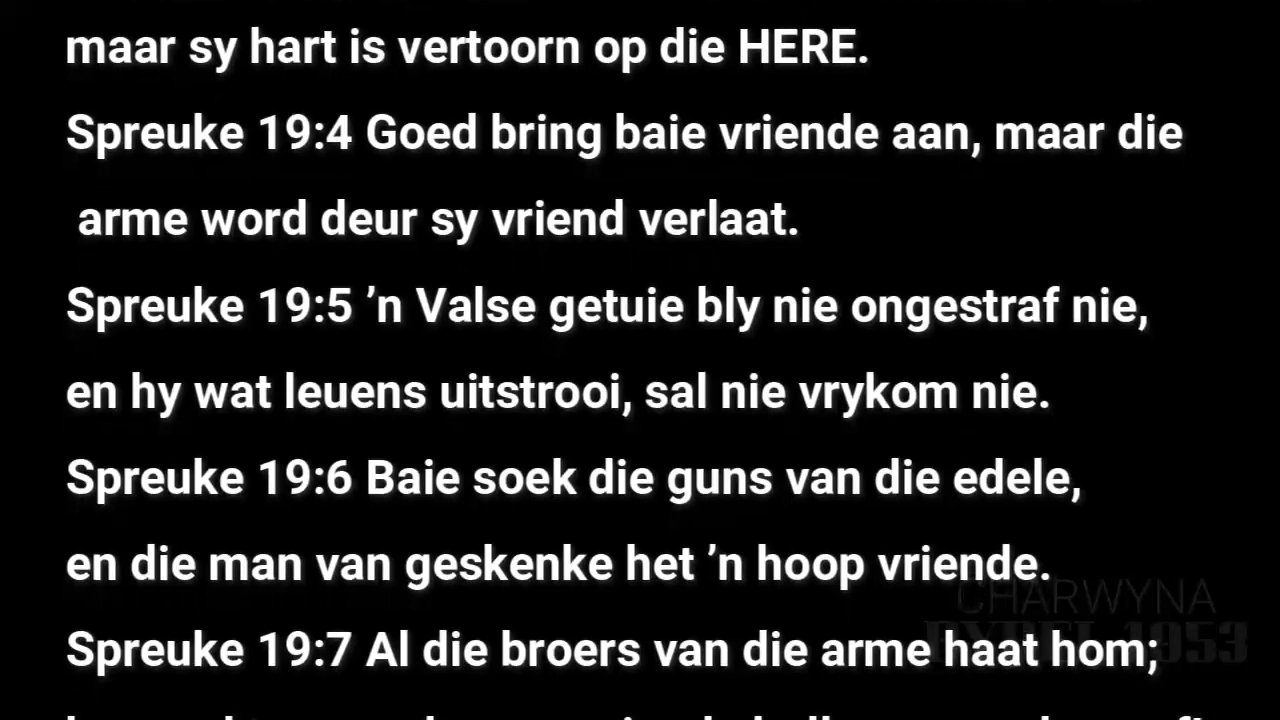 maar sy hart is vertoorn op die HERE.
Spreuke 19:4 Goed bring baie vriende aan, maar die
arme word deur sy vriend verlaat.
Spreuke 19:5 ’n Valse getuie bly nie ongestraf nie,
en hy wat leuens uitstrooi, sal nie vrykom nie.
Spreuke 19:6 Baie soek die guns van die edele,
en die man van geskenke het ’n hoop vriende.
CHARWYNA
BYBEL 1953
Spreuke 19:7 Al die broers van die arme haat hom;